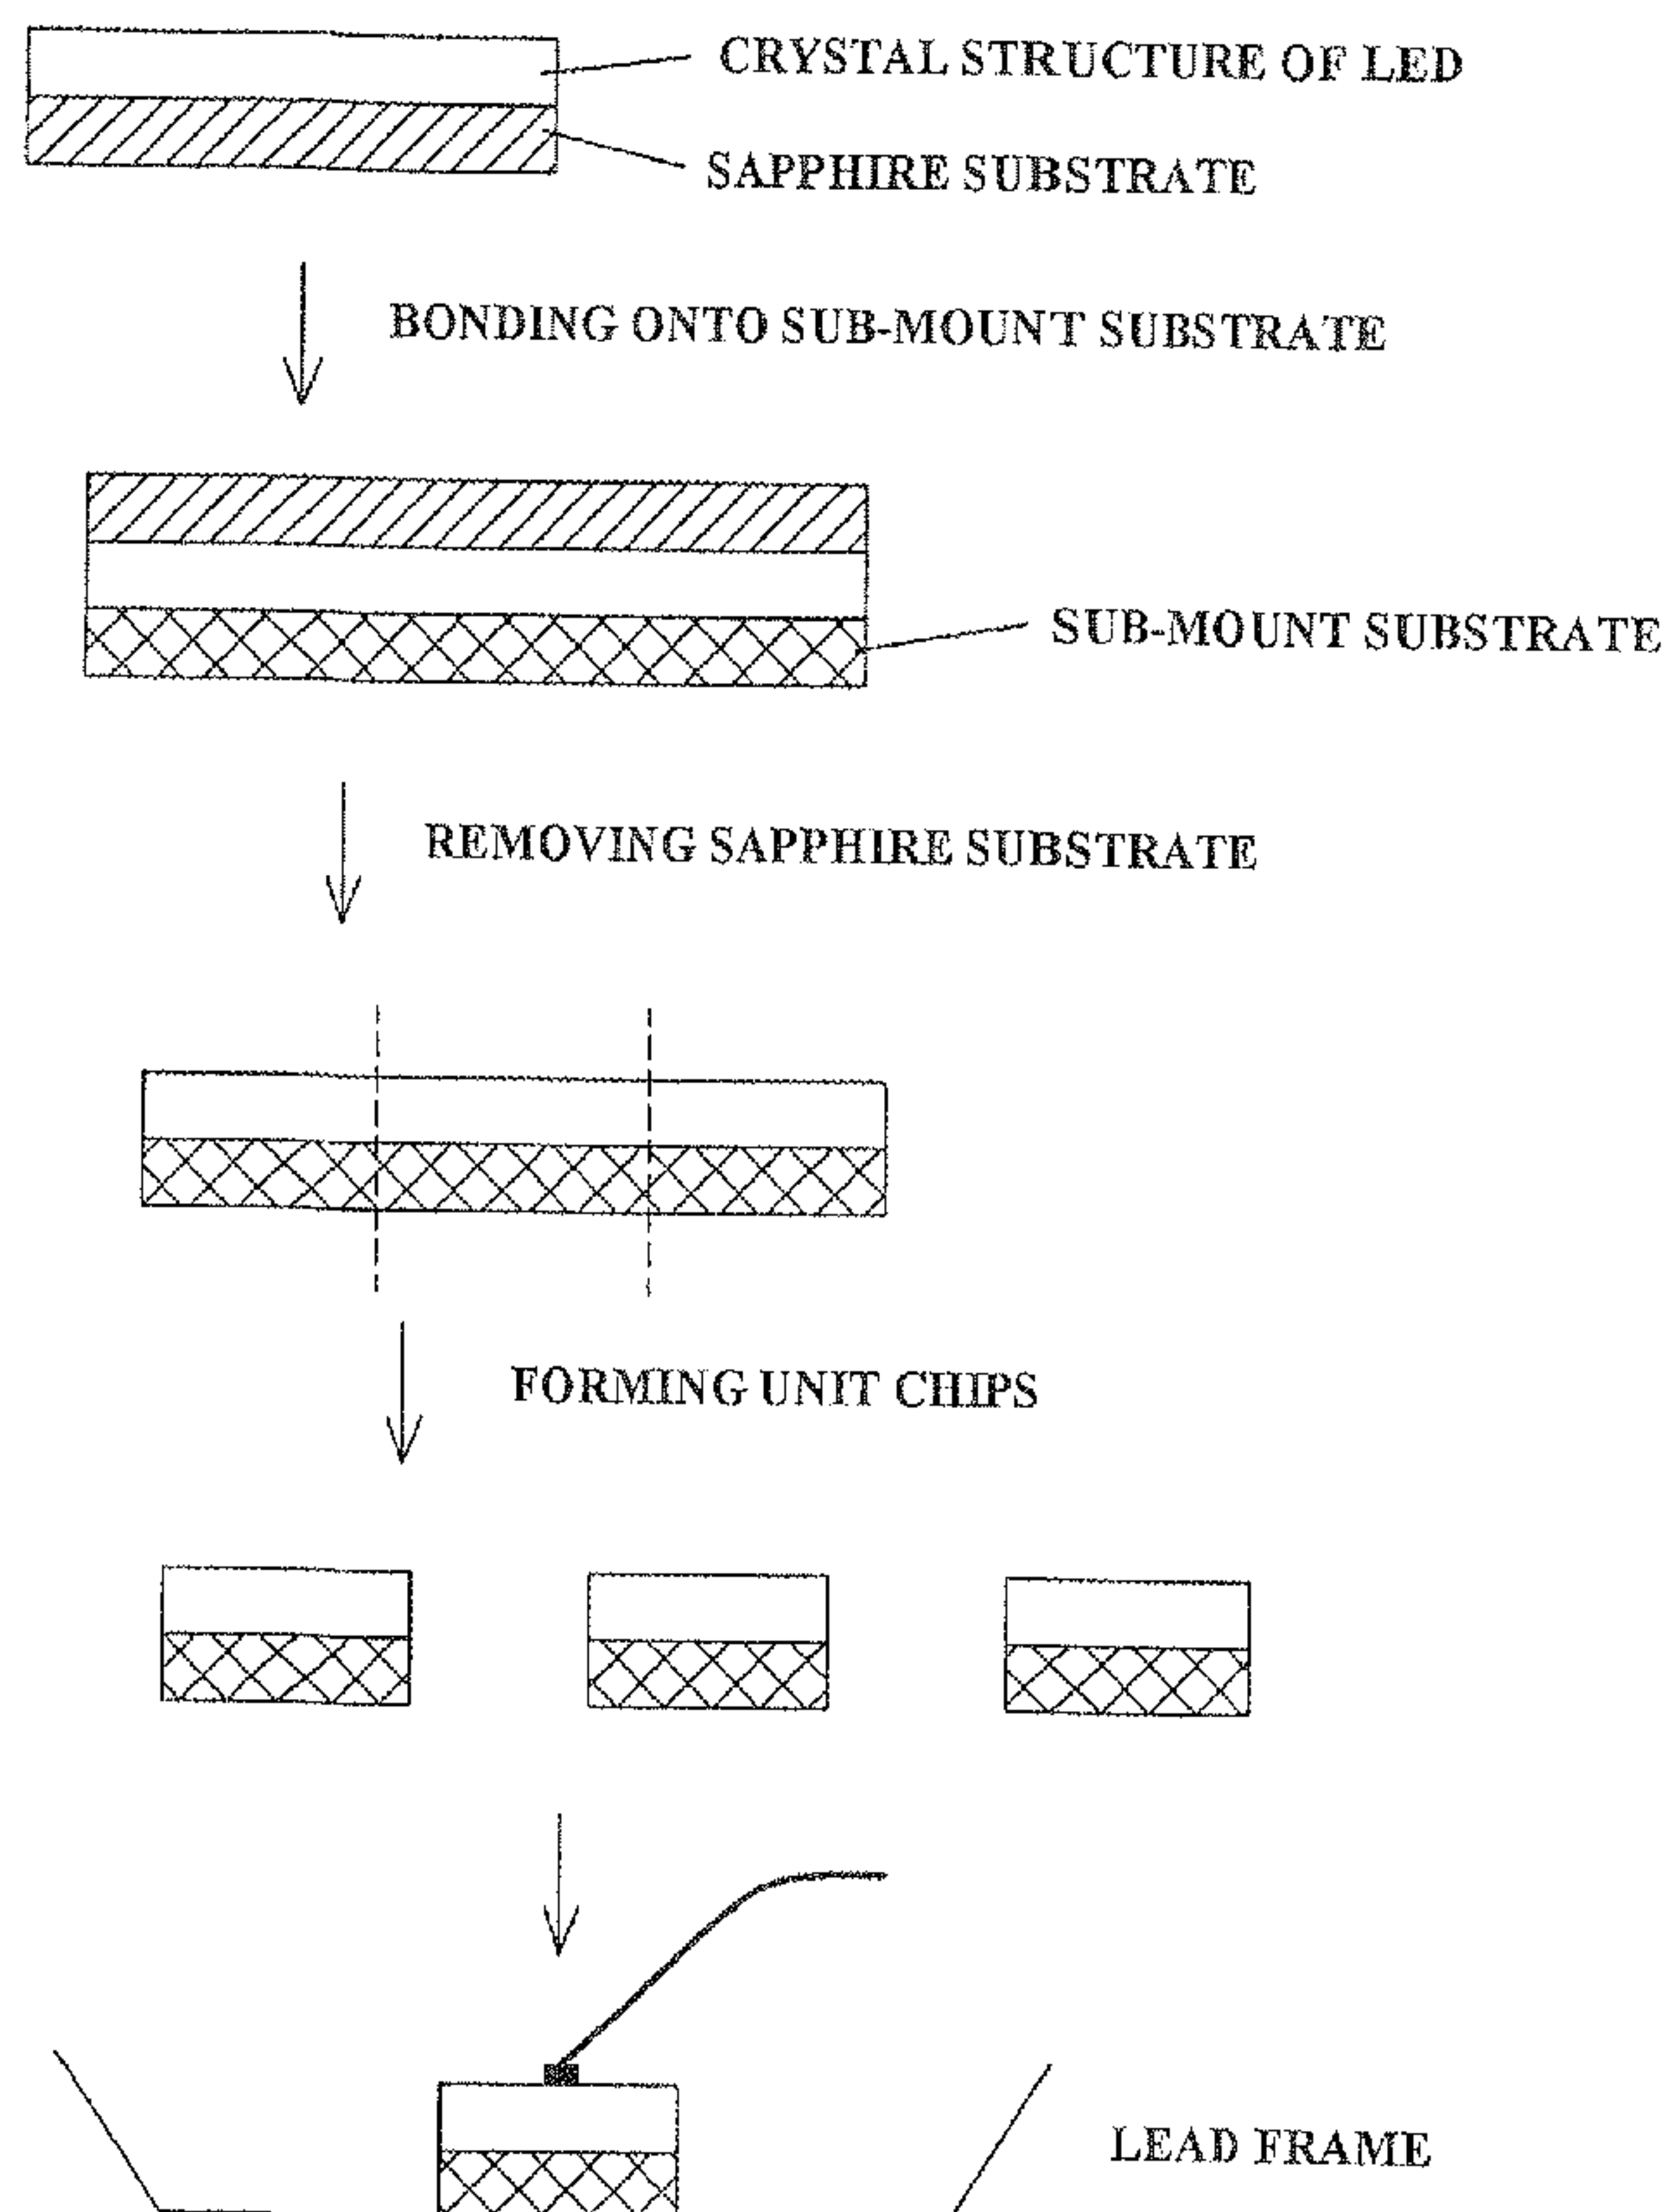 CRYSTAL STRUCTURE OF LED
SAPPHIRE SUBSTRATE
BONDING ONTO SUB-MOUNT SUBSTRATE
SUB-MOUNT SUBSTRATE
REMOVING SAPPHIRE SUBSTRATE
FORMING UNIT CHIPS
LEAD FRAME